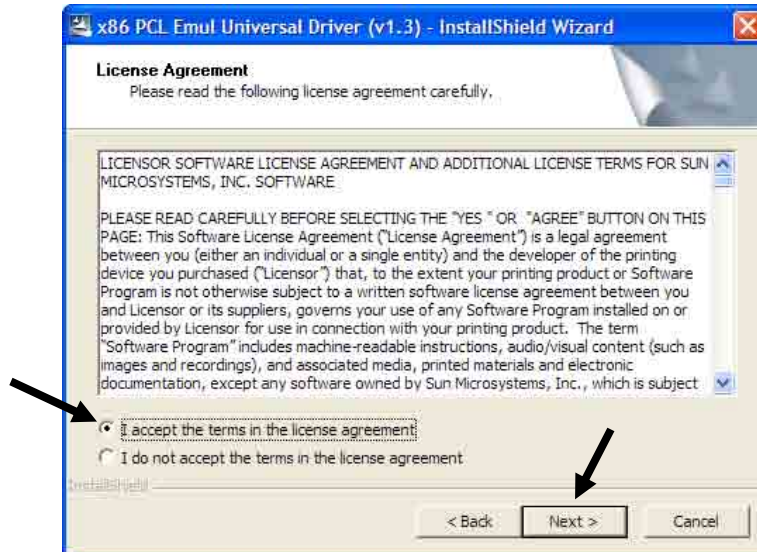 x86 PCL Emul Universal Driver (v1.3) - InstallShield Wizard
License Agreement
Please read the following license agreement carefully.
LICENSOR SOFTWARE LICENSE AGREEMENT AND ADDITIONAL LICENSE TERMS FOR SUN
MICROSYSTEMS, INC. SOFTWARE
PLEASE READ CAREFULLY BEFORE SELECTING THE "YES " OR  "AGREE" BUTTON ON THIS
PAGE: This Software License Agreement ("License Agreement") is a legal agreement
between you (either an individual or a single entity) and the developer of the printing
device you purchased ("Licensor") that, to the extent your printing product or Software
Program is not otherwise subject to a written software license agreement between you
and Licensor or its suppliers, governs your use of any Software Program installed on or
provided by Licensor for use in connection with your printing product.  The term
"Software Program" includes machine-readable instructions, audio/visual content (such as
images and recordings), and associated media, printed materials and electronic
documentation, except any software owned by Sun Microsystems, Inc., which is subject
I accept the terms in the license agreement
I do not accept the terms in the license agreement
InstallShield
< Back
Next >
Cancel